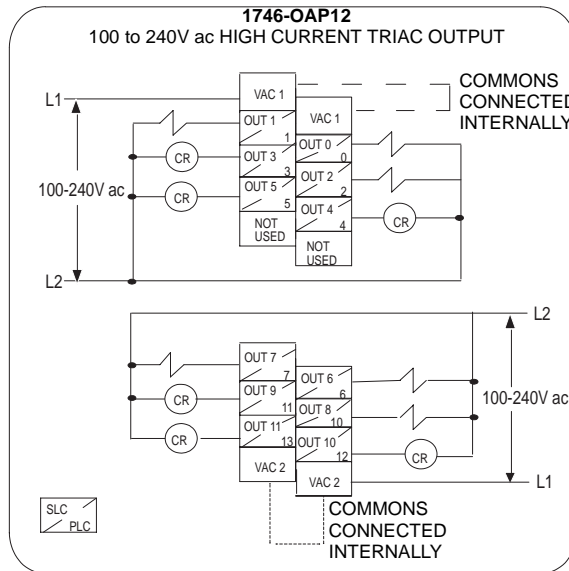 1746-OAP12
100 to 240V ac HIGH CURRENT TRIAC OUTPUT
L1
VAC 1
VAC 1
COMMONS
CONNECTED
INTERNALLY
OUT 1
1
OUT 0
0
CR
OUT 3
3
OUT 2
2
100-240V ac
CR
OUT 5
5
OUT 4
4
CR
NOT
USED
NOT
USED
L2
L2
OUT 7
7
OUT 6
6
CR
OUT 9
11
OUT 8
10
100-240V ac
CR
OUT 11
13
OUT 10
12
CR
VAC 2
VAC 2
L1
SLC
PLC
COMMONS
CONNECTED
INTERNALLY